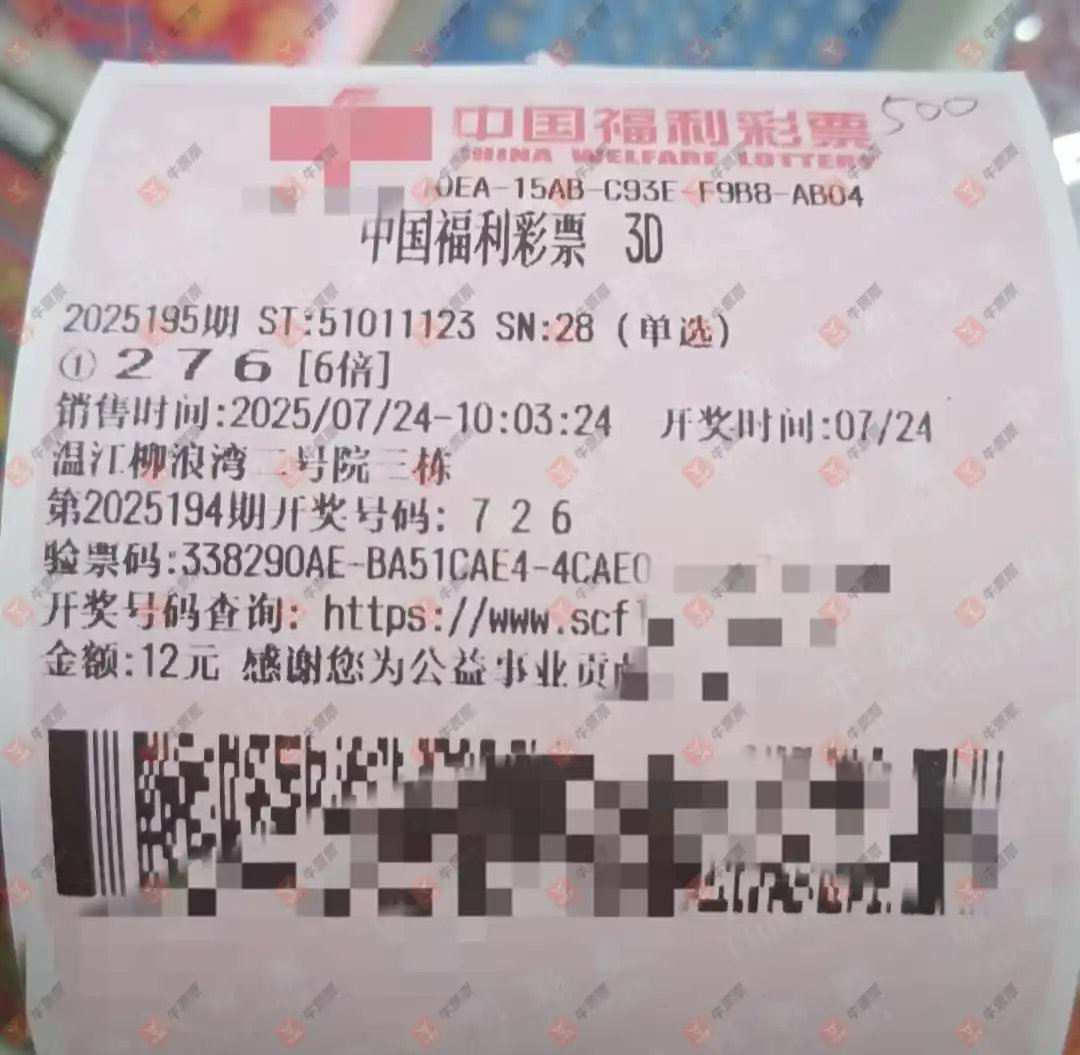 中国福利彩票
500
CHINA WELFARE LOTTERY
0EA-15AB-C93E-F9B8-AB04
中国福利彩票 3D
2025195期 ST:51011123 SN:28 (单选)
① 2 7 6 [6倍]
销售时间:2025/07/24-10:03:24 开奖时间:07/24
温江柳浪湾二号院三栋
第2025194期开奖号码: 7 2 6
验票码:338290AE-BA51CAE4-4CAE0
开奖号码查询: https://www.scf
金额:12元 感谢您为公益事业贡
牛票票